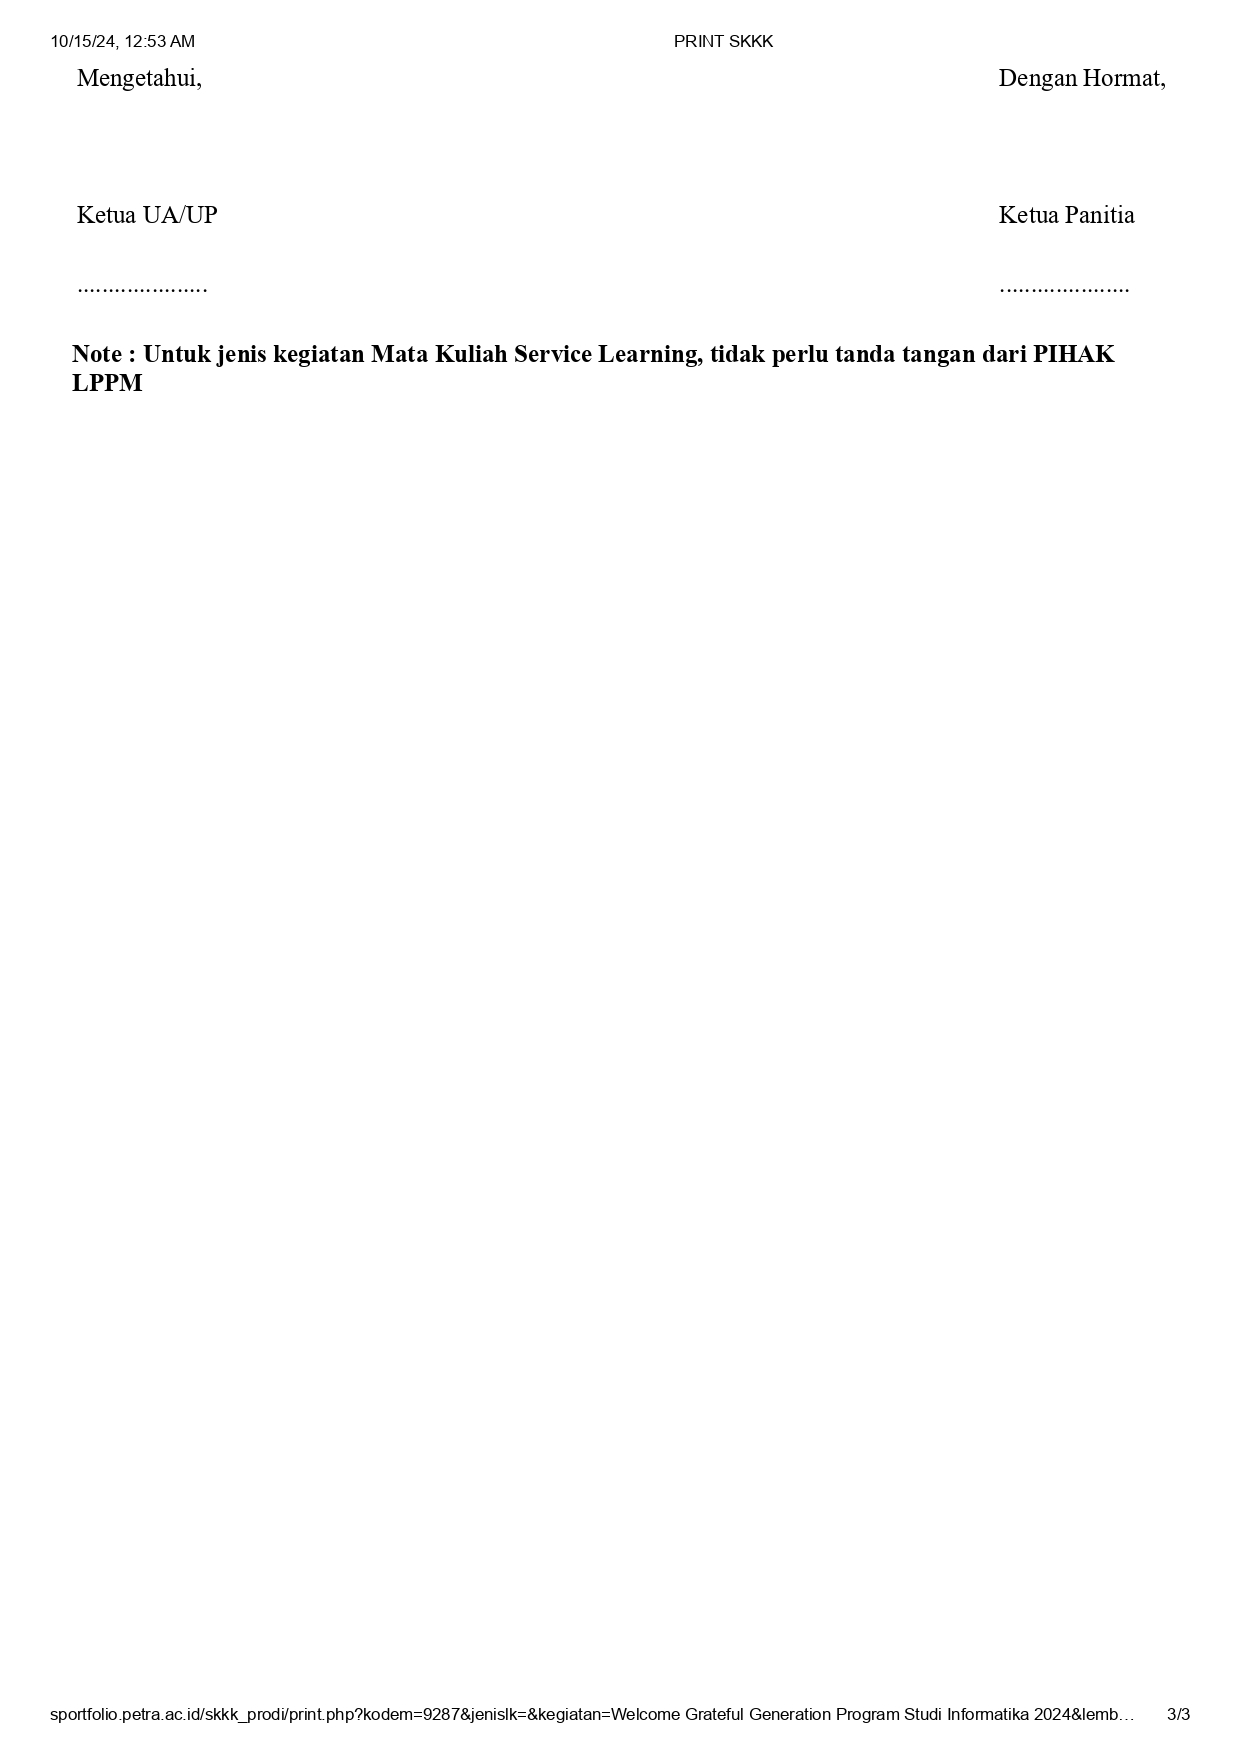 10/15/24, 12:53 AM PRINT SKKK
Mengetahui, Dengan Hormat,
Ketua UA/UP Ketua Panitia
..................... .....................
Note : Untuk jenis kegiatan Mata Kuliah Service Learning, tidak perlu tanda tangan dari PIHAK
LPPM
sportfolio.petra.ac.id/skkk_prodi/print.php?kodem=9287&jenislk=&kegiatan=Welcome Grateful Generation Program Studi Informatika 2024&lemb… 3/3